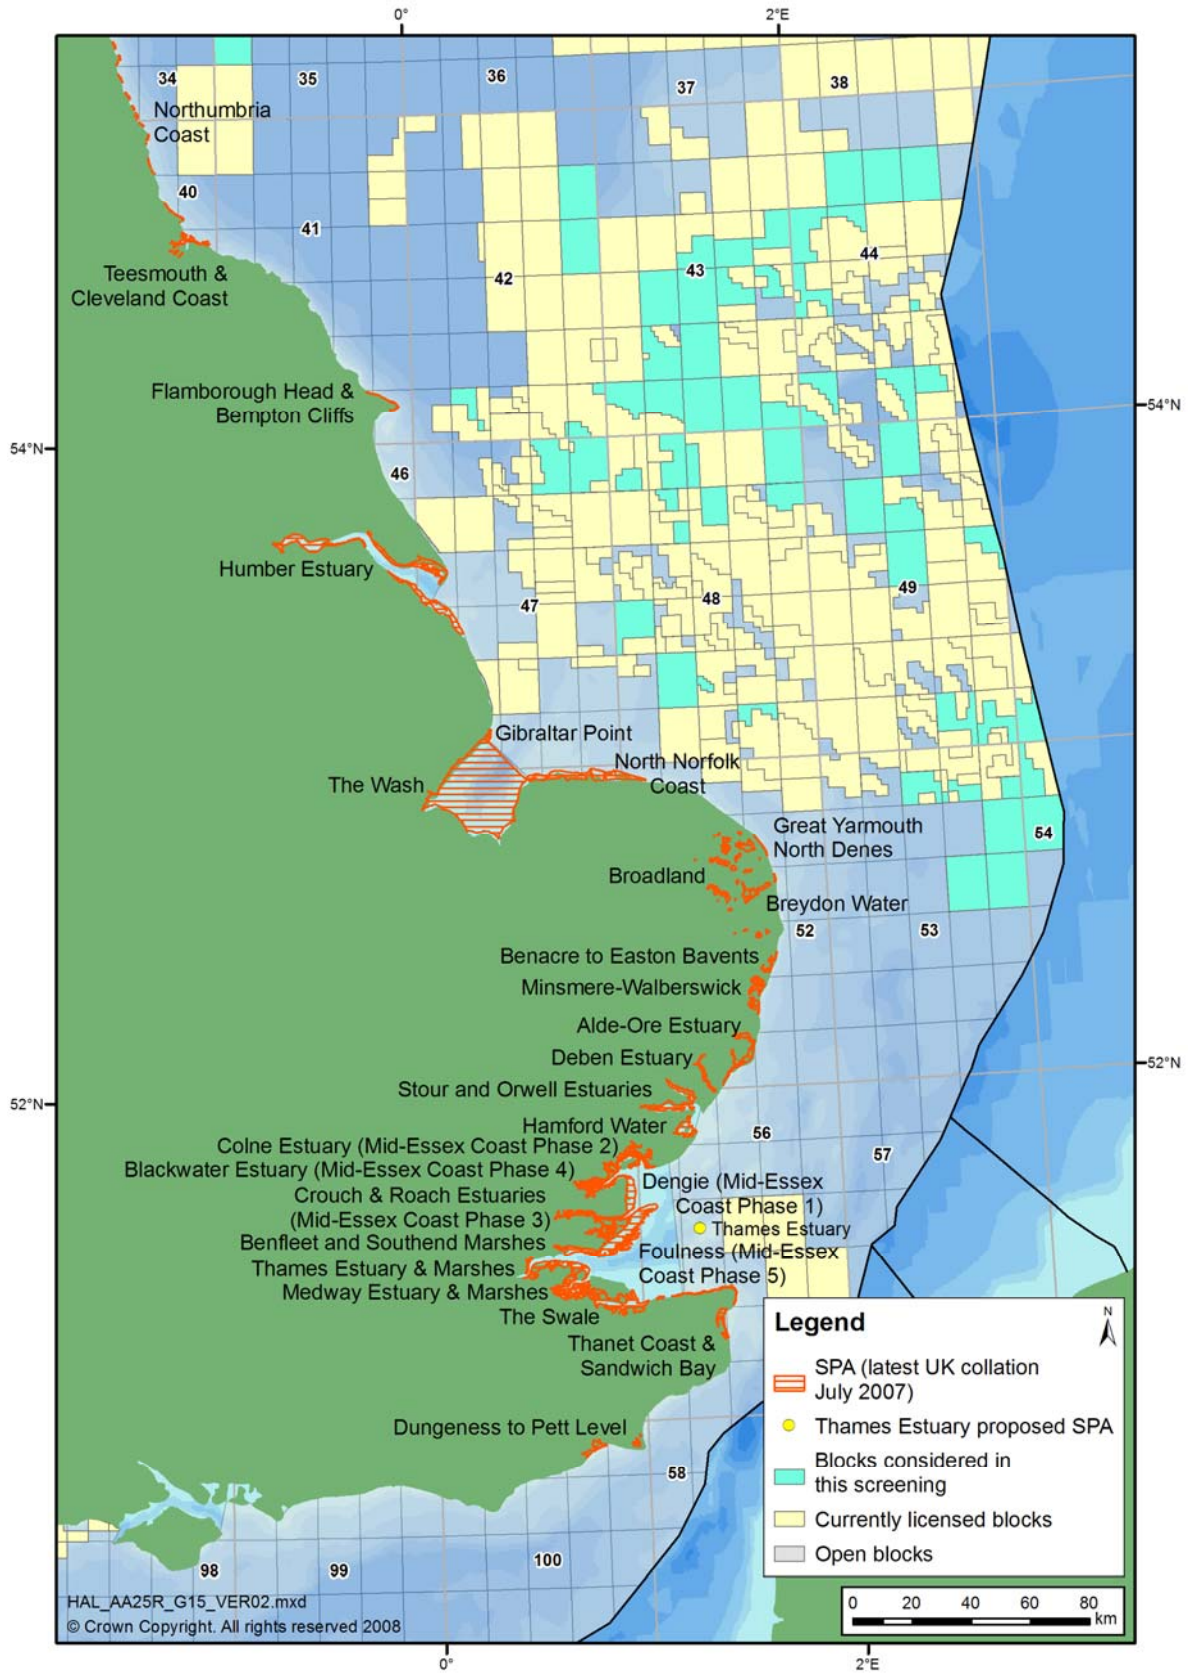 0°
2°E
34
35
36
37
38
Northumbria
Coast
40
41
42
43
44
Teesmouth &
Cleveland Coast
Flamborough Head &
Bempton Cliffs
54°N
54°N
46
Humber Estuary
47
48
49
Gibraltar Point
North Norfolk
Coast
The Wash
Great Yarmouth
North Denes
54
Broadland
Breydon Water
52
53
Benacre to Easton Bavents
Minsmere-Walberswick
Alde-Ore Estuary
Deben Estuary
52°N
Stour and Orwell Estuaries
52°N
Hamford Water
56
57
Colne Estuary (Mid-Essex Coast Phase 2)
Blackwater Estuary (Mid-Essex Coast Phase 4)
Dengie (Mid-Essex
Coast Phase 1)
Crouch & Roach Estuaries
(Mid-Essex Coast Phase 3)
Thames Estuary
Benfleet and Southend Marshes
Foulness (Mid-Essex
Coast Phase 5)
Thames Estuary & Marshes
Medway Estuary & Marshes
The Swale
Thanet Coast &
Sandwich Bay
Dungeness to Pett Level
58
98
99
100
Legend
N
SPA (latest UK collation
July 2007)
Thames Estuary proposed SPA
Blocks considered in
this screening
Currently licensed blocks
Open blocks
0 20 40 60 80
km
HAL_AA25R_G15_VER02.mxd
© Crown Copyright. All rights reserved 2008
0°
2°E